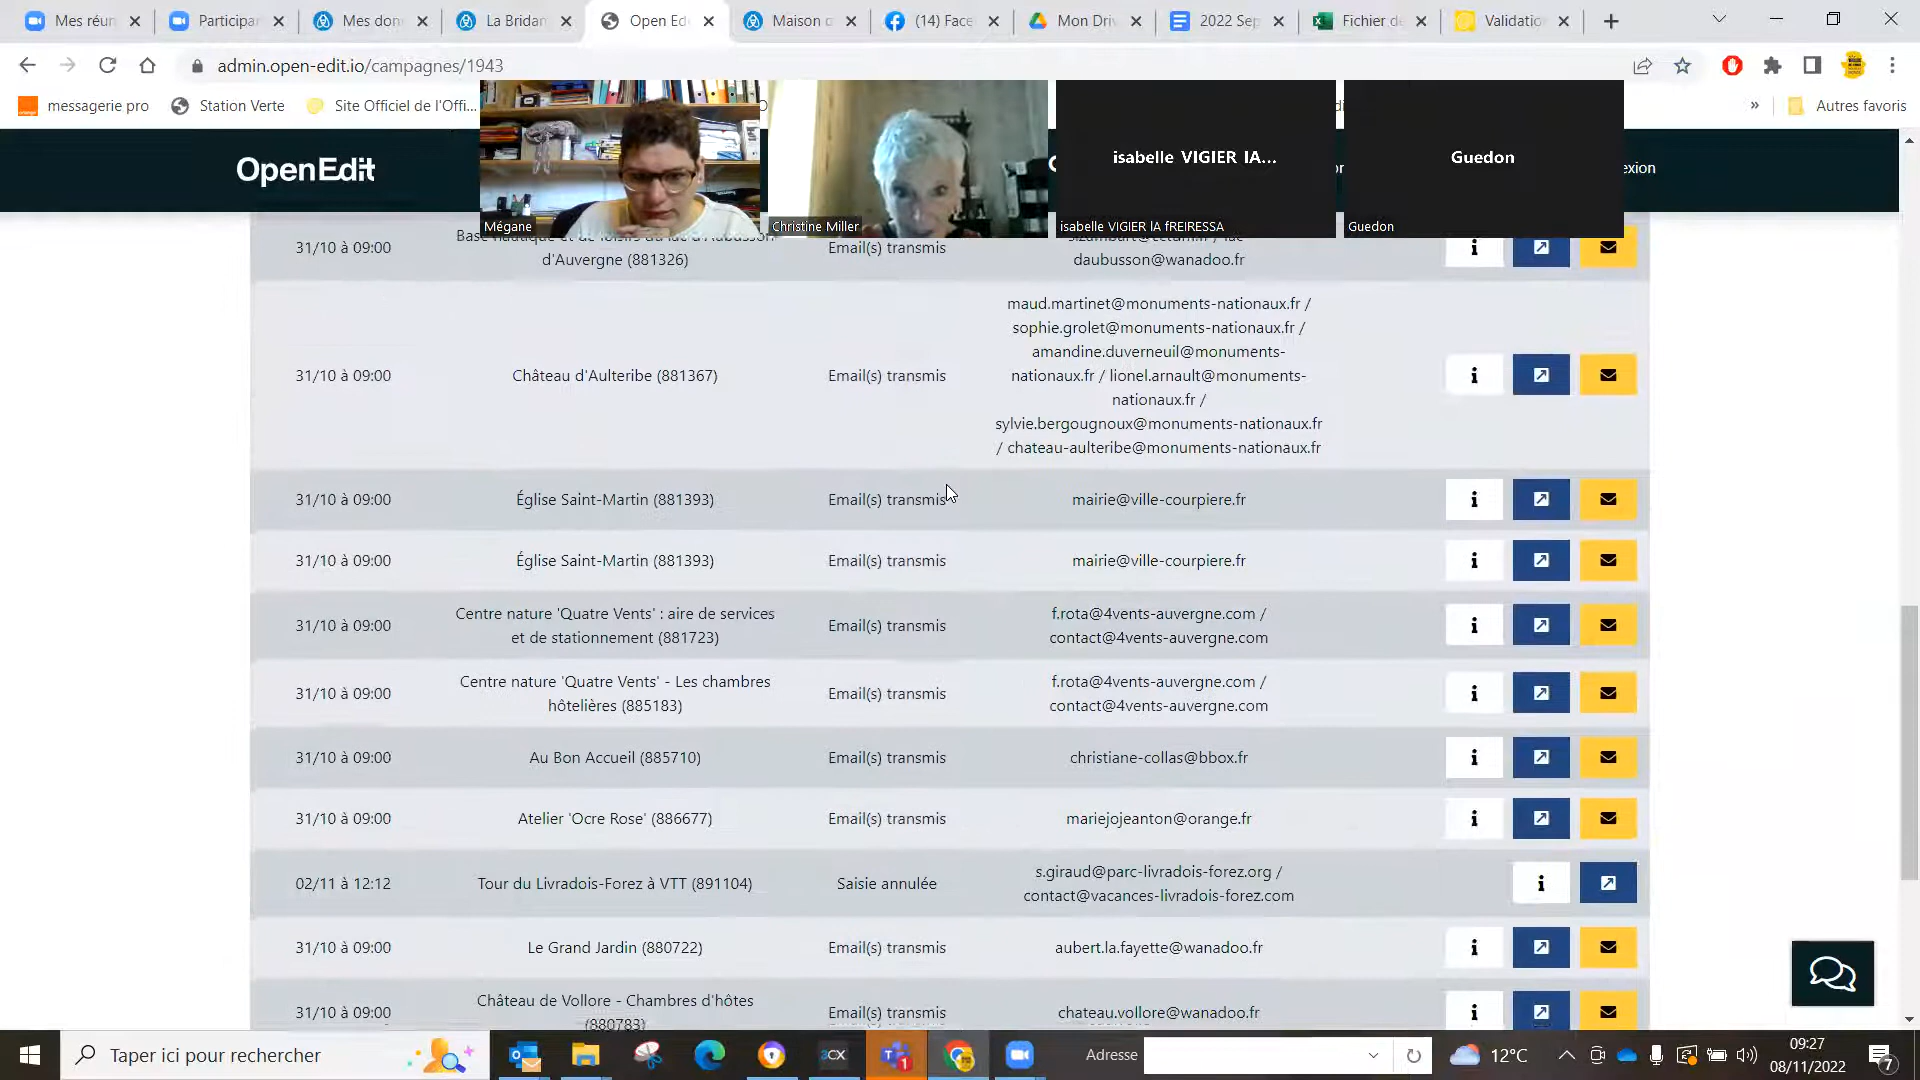 Mes réun
Participa
Mes don
La Bridan
Open Ed
Maison d
(14) Face
Mon Driv
2022 Sep
Fichier de
Validatio
admin.open-edit.io/campagnes/1943
messagerie pro
Station Verte
Site Officiel de l'Offi...
Autres favoris
OpenEdit
isabelle VIGIER lA...
Guedon
exion
Mégane
Christine Miller
isabelle VIGIER lA fREIRESSA
Guedon
31/10 à 09:00
d'Auvergne (881326)
Email(s) transmis
daubusson@wanadoo.fr
maud.martinet@monuments-nationaux.fr /
sophie.grolet@monuments-nationaux.fr /
amandine.duverneuil@monuments-
31/10 à 09:00 Château d'Aulteribe (881367) Email(s) transmis nationaux.fr / lionel.arnault@monuments-
nationaux.fr /
sylvie.bergougnoux@monuments-nationaux.fr
/ chateau-aulteribe@monuments-nationaux.fr
31/10 à 09:00 Église Saint-Martin (881393) Email(s) transmis mairie@ville-courpiere.fr
31/10 à 09:00 Église Saint-Martin (881393) Email(s) transmis mairie@ville-courpiere.fr
Centre nature 'Quatre Vents' : aire de services
et de stationnement (881723)
31/10 à 09:00 Email(s) transmis
f.rota@4vents-auvergne.com /
contact@4vents-auvergne.com
Centre nature 'Quatre Vents' - Les chambres
hôtelières (885183)
31/10 à 09:00 Email(s) transmis
f.rota@4vents-auvergne.com /
contact@4vents-auvergne.com
31/10 à 09:00 Au Bon Accueil (885710) Email(s) transmis christiane-collas@bbox.fr
31/10 à 09:00 Atelier 'Ocre Rose' (886677) Email(s) transmis mariejojeanton@orange.fr
02/11 à 12:12 Tour du Livradois-Forez à VTT (891104) Saisie annulée
s.giraud@parc-livradois-forez.org /
contact@vacances-livradois-forez.com
31/10 à 09:00 Le Grand Jardin (880722) Email(s) transmis aubert.la.fayette@wanadoo.fr
Château de Vollore - Chambres d'hôtes
(880783)
31/10 à 09:00 Email(s) transmis chateau.vollore@wanadoo.fr
Taper ici pour rechercher
3CX
1
Adresse
12°C
09:27
08/11/2022
7